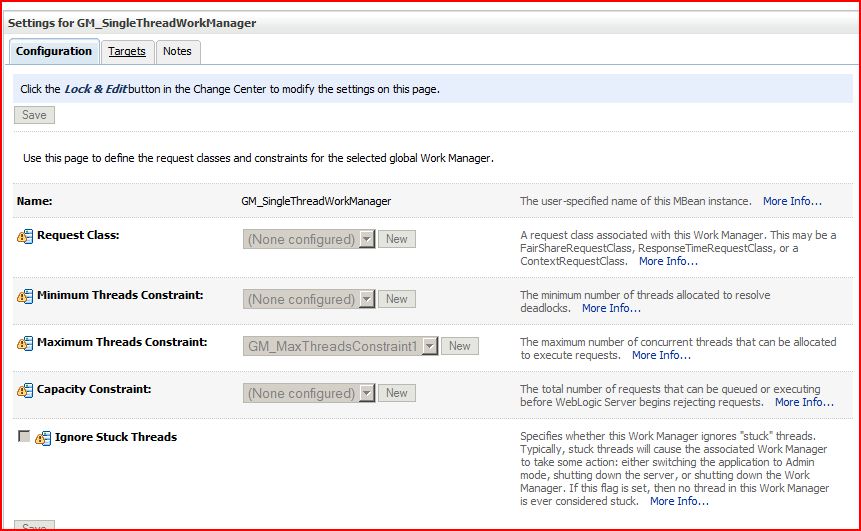 Settings for GM_SingleThreadWorkManager
Configuration Targets Notes
Click the Lock & Edit button in the Change Center to modify the settings on this page.
Save
Use this page to define the request classes and constraints for the selected global Work Manager.
Name: GM_SingleThreadWorkManager The user-specified name of this MBean instance. More Info...
Request Class: (None configured) New A request class associated with this Work Manager. This may be a
FairShareRequestClass, ResponseTimeRequestClass, or a
ContextRequestClass. More Info...
Minimum Threads Constraint: (None configured) New The minimum number of threads allocated to resolve
deadlocks. More Info...
Maximum Threads Constraint: GM_MaxThreadsConstraint1 New The maximum number of concurrent threads that can be allocated
to execute requests. More Info...
Capacity Constraint: (None configured) New The total number of requests that can be queued or executing
before WebLogic Server begins rejecting requests. More Info...
Ignore Stuck Threads Specifies whether this Work Manager ignores "stuck" threads.
Typically, stuck threads will cause the associated Work Manager
to take some action: either switching the application to Admin
mode, shutting down the server, or shutting down the Work
Manager. If this flag is set, then no thread in this Work Manager
is ever considered stuck. More Info...
Save